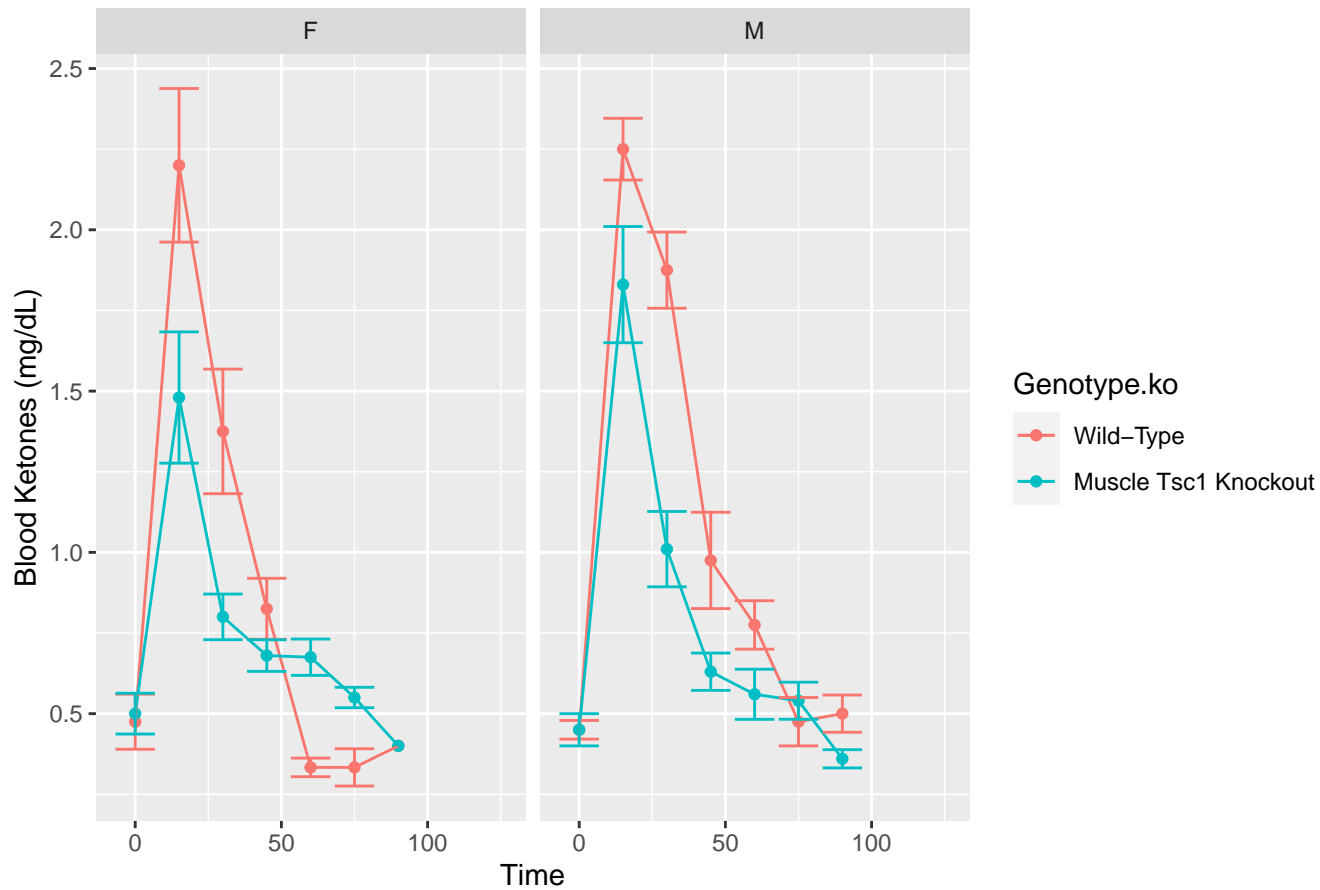 F
M
2.5
2.0
1.5
1.0
0.5
Blood Ketones (mg/dL)
0
50
100
0
50
100
Time
Genotype.ko
Wild−Type
Muscle Tsc1 Knockout